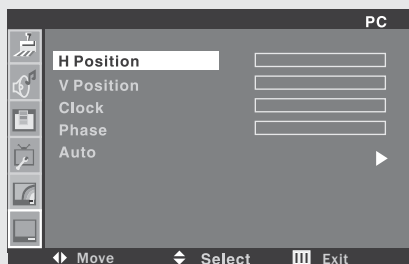 PC
H Position
V Position
Clock
Phase
Auto
Move Select Exit